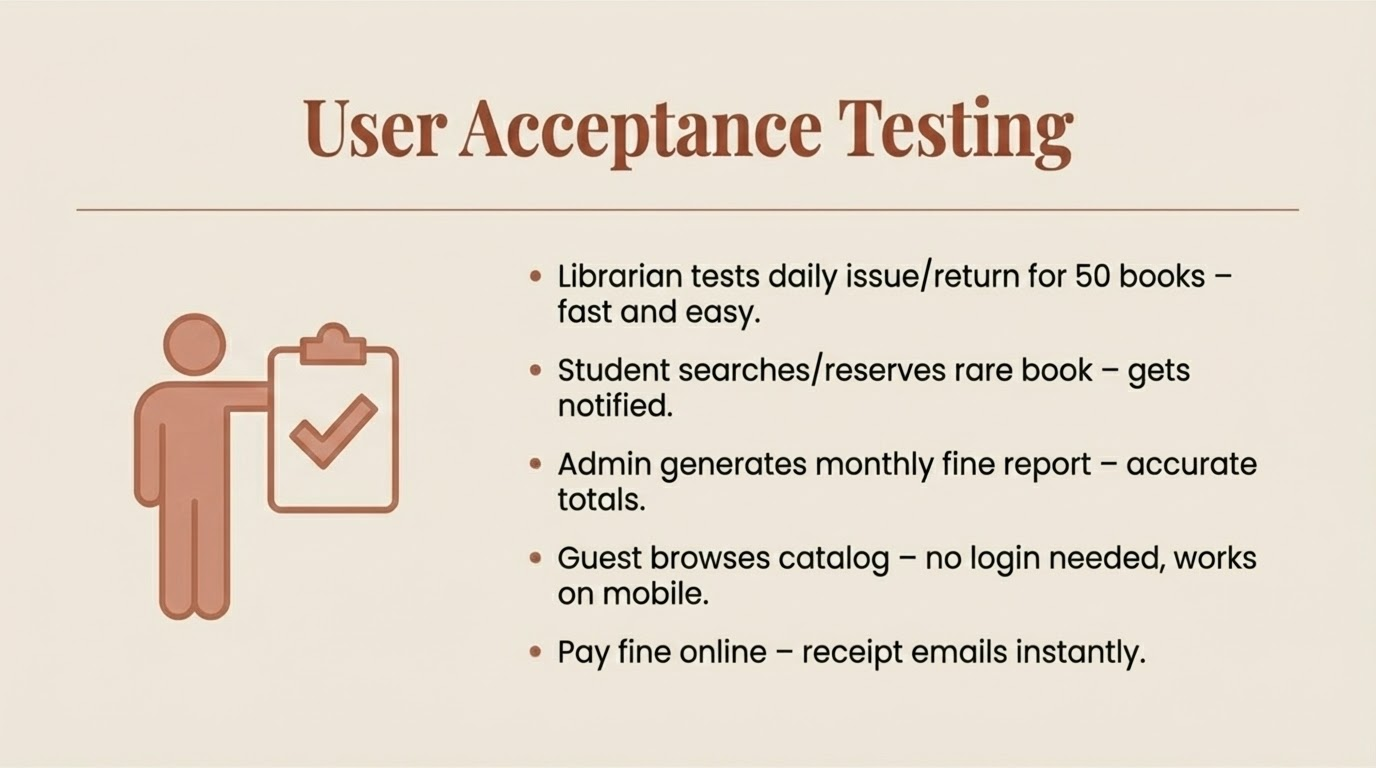 User Acceptance Testing
• Librarian tests daily issue/return for 50 books –
fast and easy.
• Student searches/reserves rare book – gets
notified.
• Admin generates monthly fine report – accurate
totals.
• Guest browses catalog – no login needed, works
on mobile.
• Pay fine online – receipt emails instantly.